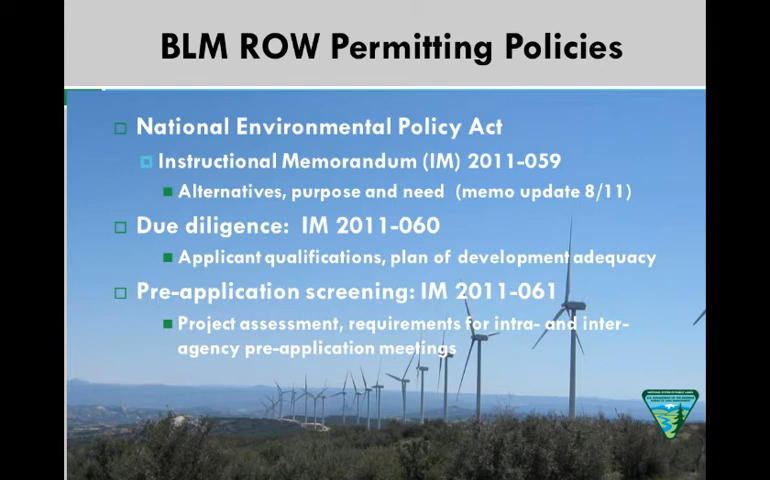 BLM ROW Permitting Policies
National Environmental Policy Act
Instructional Memorandum (IM) 2011-059
Alternatives, purpose and need (memo update 8/11)
Due diligence: IM 2011-060
Applicant qualifications, plan of development adequacy
Pre-application screening: IM 2011-061
Project assessment, requirements for intra- and inter-
agency pre-application meetings